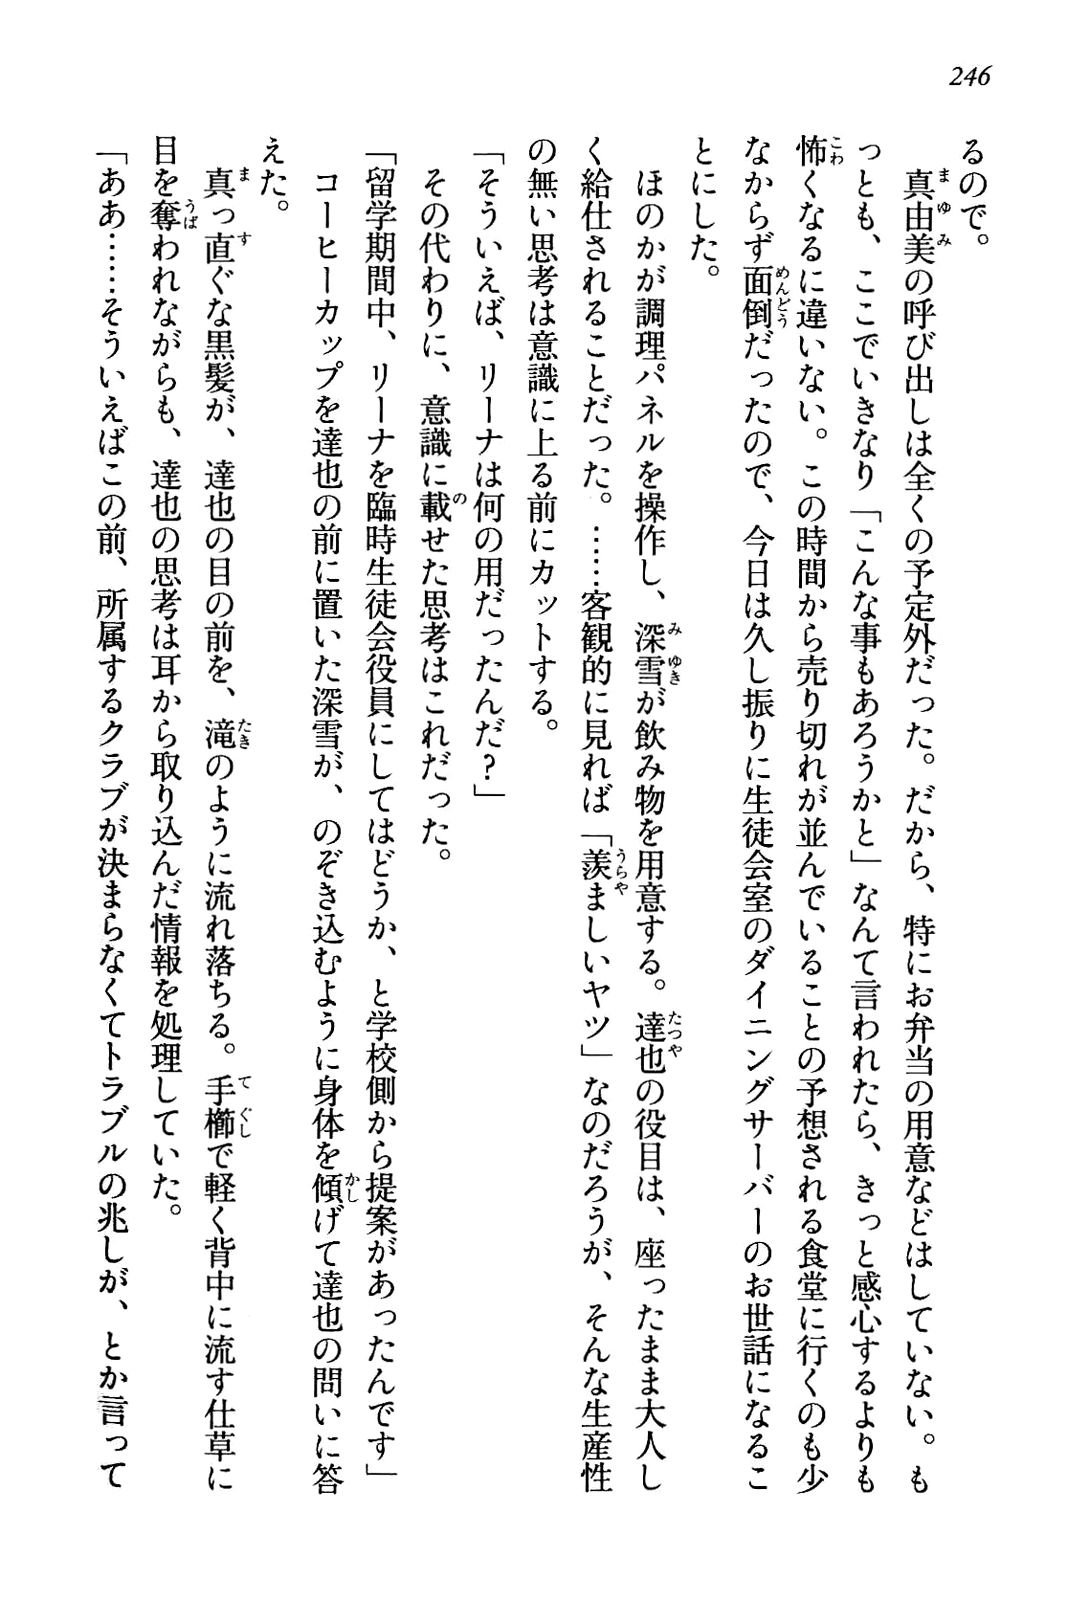 246
るので。
真由美の呼び出しは全くの予定外だった。だから、特にお弁当の用意などはしていない。も
っとも、ここでいきなり「こんな事もあろうかと」なんて言われたら、きっと感心するよりも
怖くなるに違いない。この時間から売り切れが並んでいることの予想される食堂に行くのも少
なからず面倒だったので、今日は久し振りに生徒会室のダイニングサーバーのお世話になるこ
とにした。
ほのかが調理パネルを操作し、深雪が飲み物を用意する。達也の役目は、座ったまま大人し
く給仕されることだった。……客観的に見れば「羨ましいヤツ」なのだろうが、そんな生産性
の無い思考は意識に上る前にカットする。
「そういえば、リーナは何の用だったんだ？」
その代わりに、意識に載せた思考はこれだった。
「留学期間中、リーナを臨時生徒会役員にしてはどうか、と学校側から提案があったんです」
コーヒーカップを達也の前に置いた深雪が、のぞき込むように身体を傾げて達也の問いに答
えた。
真っ直ぐな黒髪が、達也の目の前を、滝のように流れ落ちる。手櫛で軽く背中に流す仕草に
目を奪われながらも、達也の思考は耳から取り込んだ情報を処理していた。
「ああ……そういえばこの前、所属するクラブが決まらなくてトラブルの兆しが、とか言って